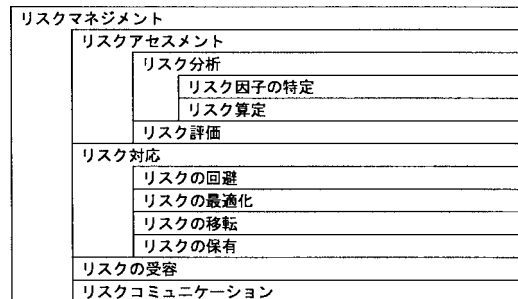 リスクマネジメント
リスクアセスメント
リスク分析
リスク因子の特定
リスク算定
リスク評価
リスク対応
リスクの回避
リスクの最適化
リスクの移転
リスクの保有
リスクの受容
リスクコミュニケーション